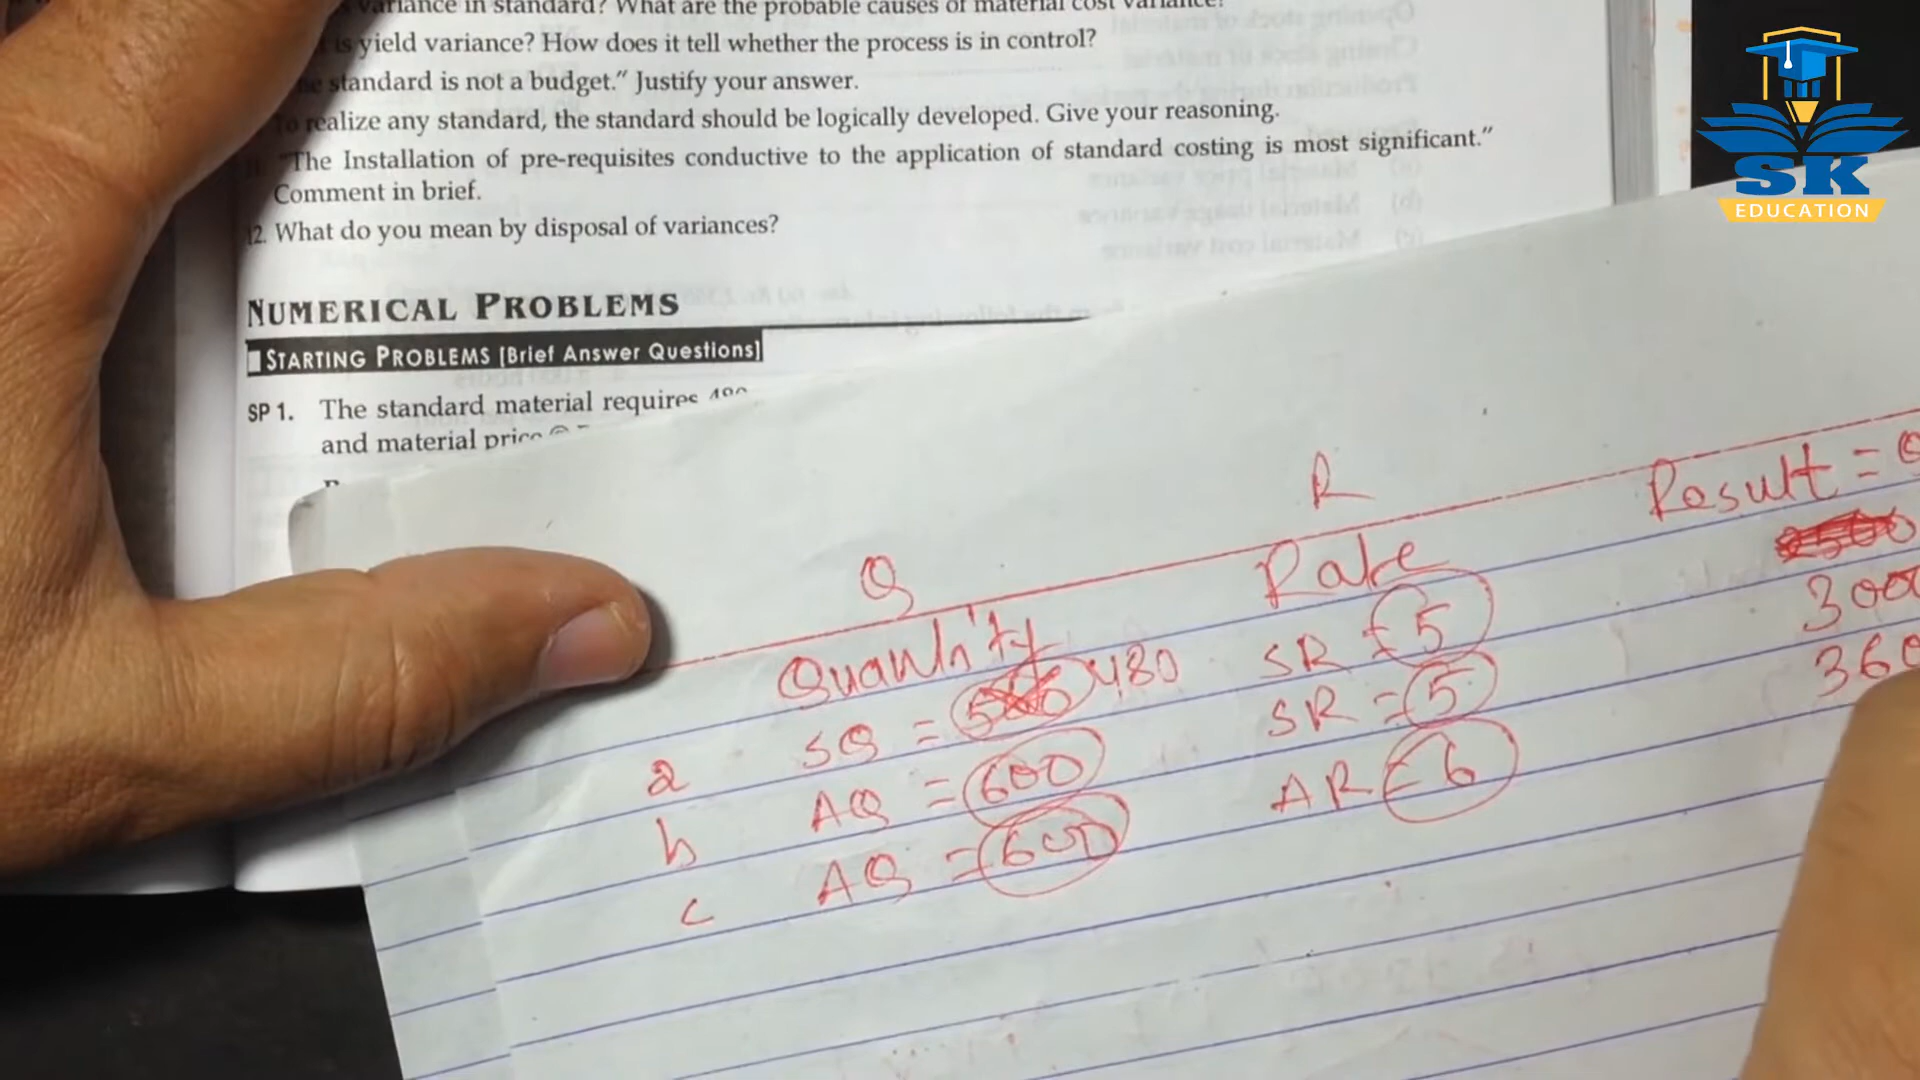 variance in standard? What are the probable causes of material cost variance?
is yield variance? How does it tell whether the process is in control?
standard is not a budget." Justify your answer.
realize any standard, the standard should be logically developed. Give your reasoning.
"The Installation of pre-requisites conductive to the application of standard costing is most significant."
Comment in brief.
12. What do you mean by disposal of variances?
NUMERICAL PROBLEMS
STARTING PROBLEMS [Brief Answer Questions]
SP 1. The standard material requires
and material price @
SK
EDUCATION
Q R
Quantity Rate Result =
a SQ = 480 SR = 5
b AQ = 600 SR = 5 300
c AQ = 600 AR = 6 360